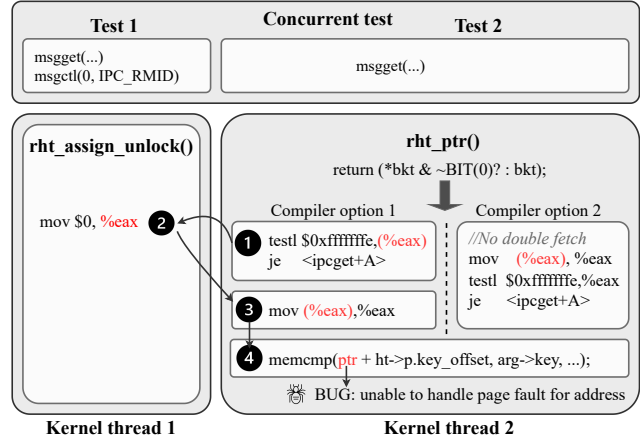 Concurrent test
Test 1
Test 2
msgget(...)
msgctl(0, IPC_RMID)
msgget(...)
rht_assign_unlock()
mov $0, %eax
2
Kernel thread 1
rht_ptr()
return (*bkt & ~BIT(0)? : bkt);
Compiler option 1
1
testl $0xfffffffe,(%eax)
je <ipcget+A>
3
mov (%eax),%eax
Compiler option 2
//No double fetch
mov (%eax), %eax
testl $0xfffffffe,%eax
je <ipcget+A>
4
memcmp(ptr + ht->p.key_offset, arg->key, ...);
BUG: unable to handle page fault for address
Kernel thread 2